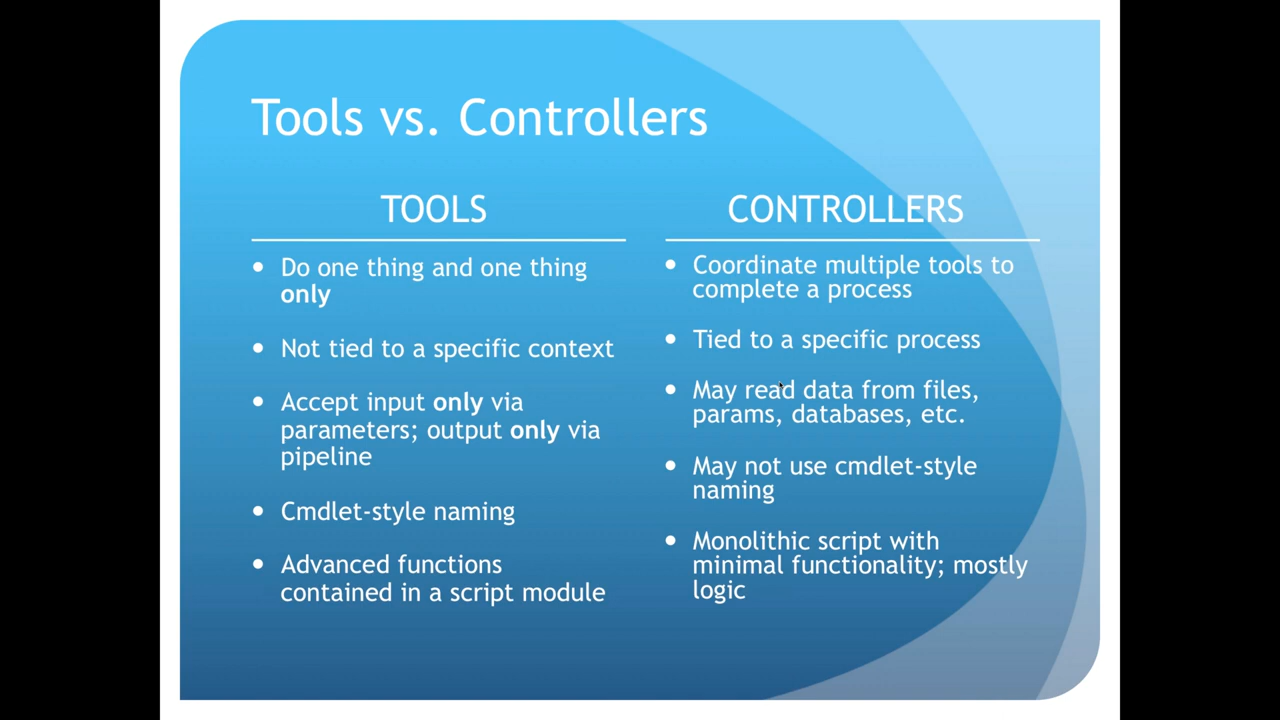 Tools vs. Controllers
TOOLS
Do one thing and one thing
only
Not tied to a specific context
Accept input only via
parameters; output only via
pipeline
Cmdlet-style naming
Advanced functions
contained in a script module
CONTROLLERS
Coordinate multiple tools to
complete a process
Tied to a specific process
May read data from files,
params, databases, etc.
May not use cmdlet-style
naming
Monolithic script with
minimal functionality; mostly
logic